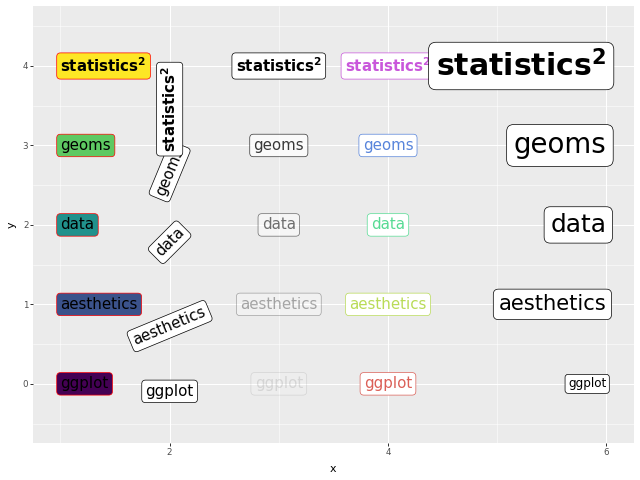 4
statistics²
statistics²
statistics²
statistics²
statistics²
3
geoms
geoms
geoms
geoms
geoms
y
2
data
data
data
data
data
1
aesthetics
aesthetics
aesthetics
aesthetics
aesthetics
0
ggplot
ggplot
ggplot
ggplot
ggplot
2
4
6
x